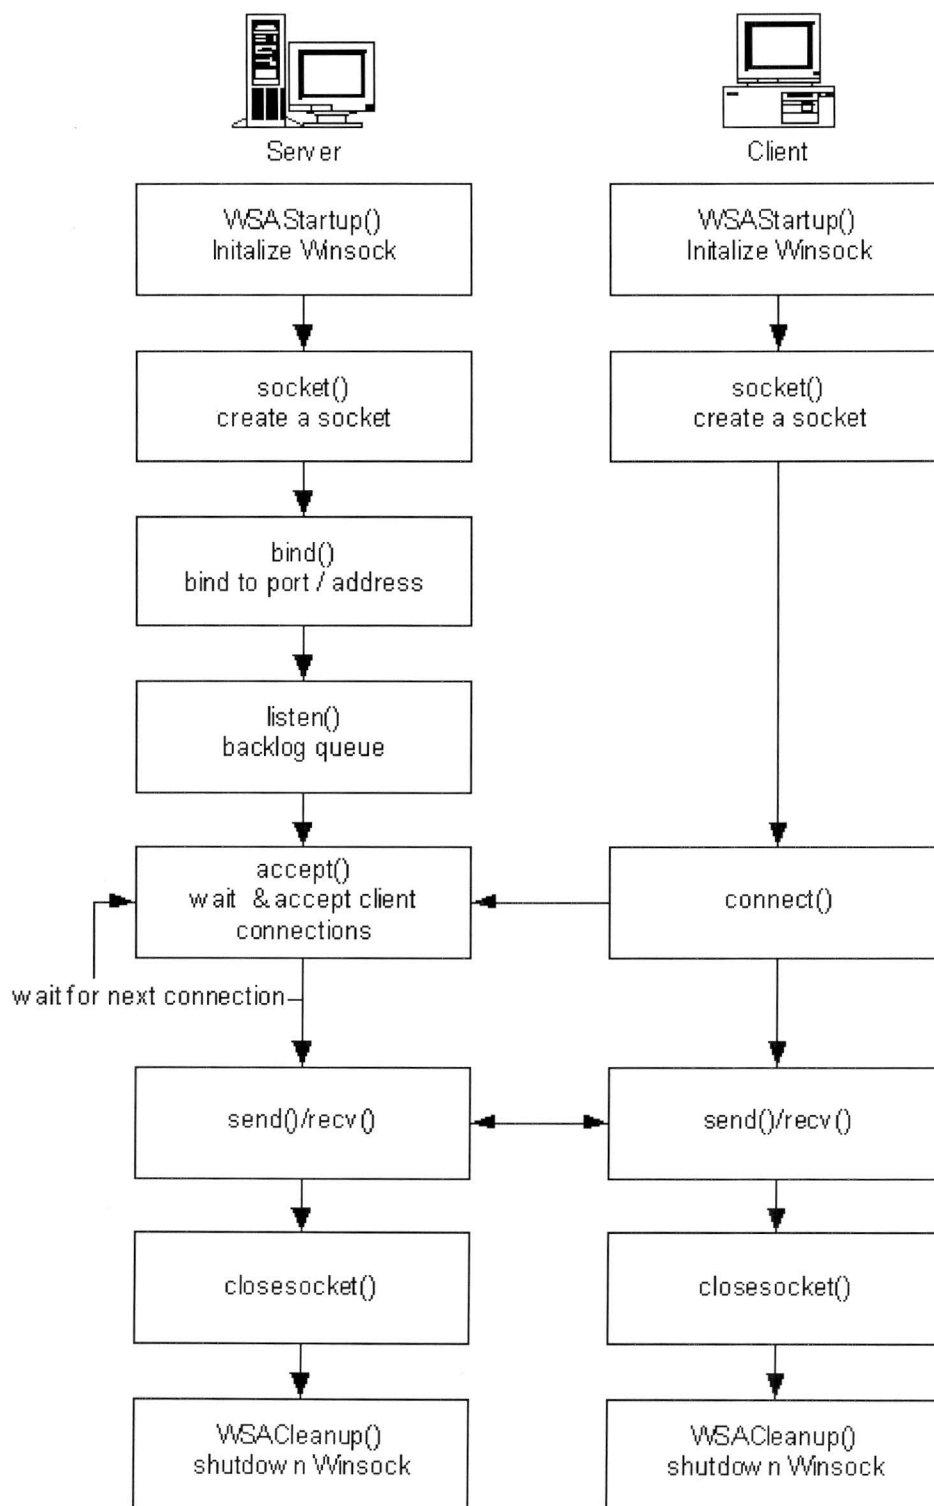 Server
WSAStartup()
Initalize Winsock
socket()
create a socket
bind()
bind to port / address
listen()
backlog queue
accept()
wait & accept client
connections
wait for next connection
send()/recv()
closesocket()
WSACleanup()
shutdown Winsock
Client
WSAStartup()
Initalize Winsock
socket()
create a socket
connect()
send()/recv()
closesocket()
WSACleanup()
shutdown Winsock